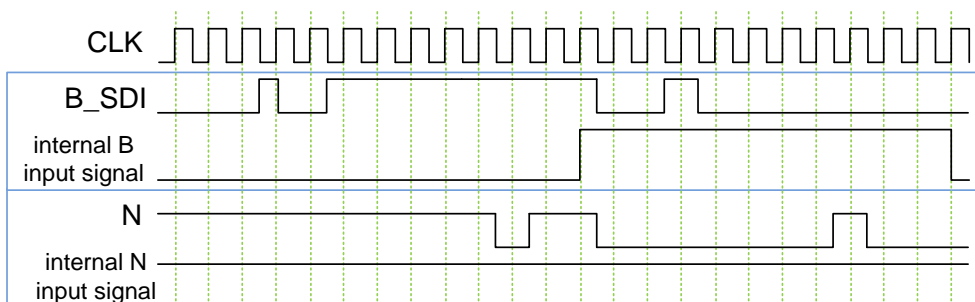 CLK
B_SDI
internal B
input signal
N
internal N
input signal